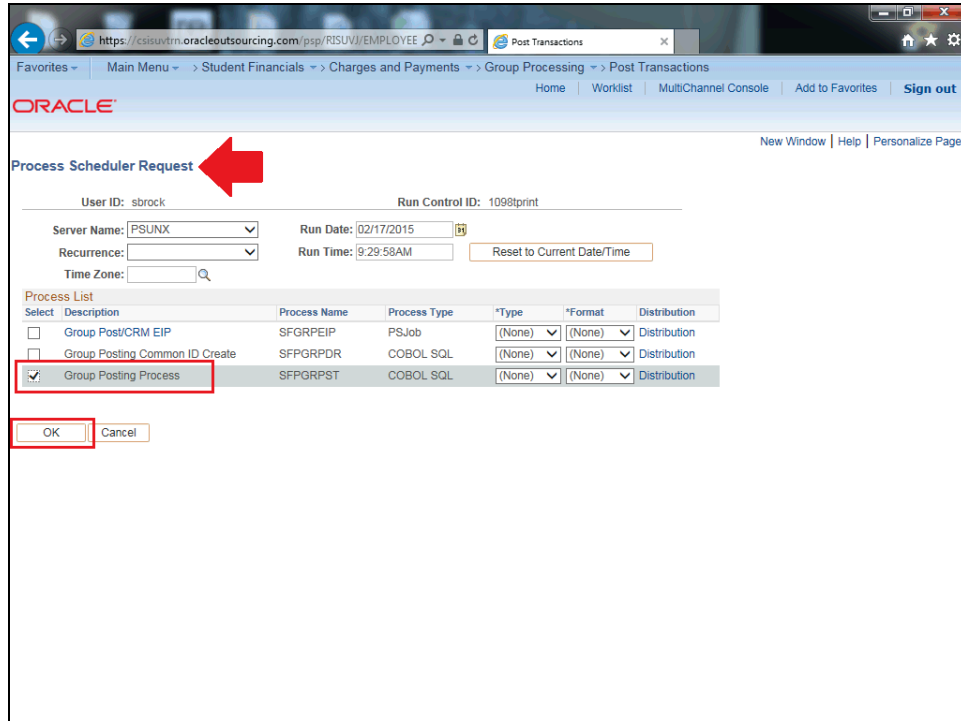 https://csisuvtrn.oracleoutsourcing.com/psp/RISUVJ/EMPLOYEE Post Transactions
Favorites Main Menu > Student Financials > Charges and Payments > Group Processing > Post Transactions
Home Worklist MultiChannel Console Add to Favorites Sign out
ORACLE
New Window | Help | Personalize Page
Process Scheduler Request
User ID: sbrock Run Control ID: 1098tprint
Server Name: PSUNX Run Date: 02/17/2015
Recurrence: Run Time: 9:29:58AM Reset to Current Date/Time
Time Zone:
Process List
Select Description Process Name Process Type *Type *Format Distribution
Group Post/CRM EIP SFGRPEIP PSJob (None) (None) Distribution
Group Posting Common ID Create SFPGRPDR COBOL SQL (None) (None) Distribution
Group Posting Process SFPGRPST COBOL SQL (None) (None) Distribution
OK Cancel